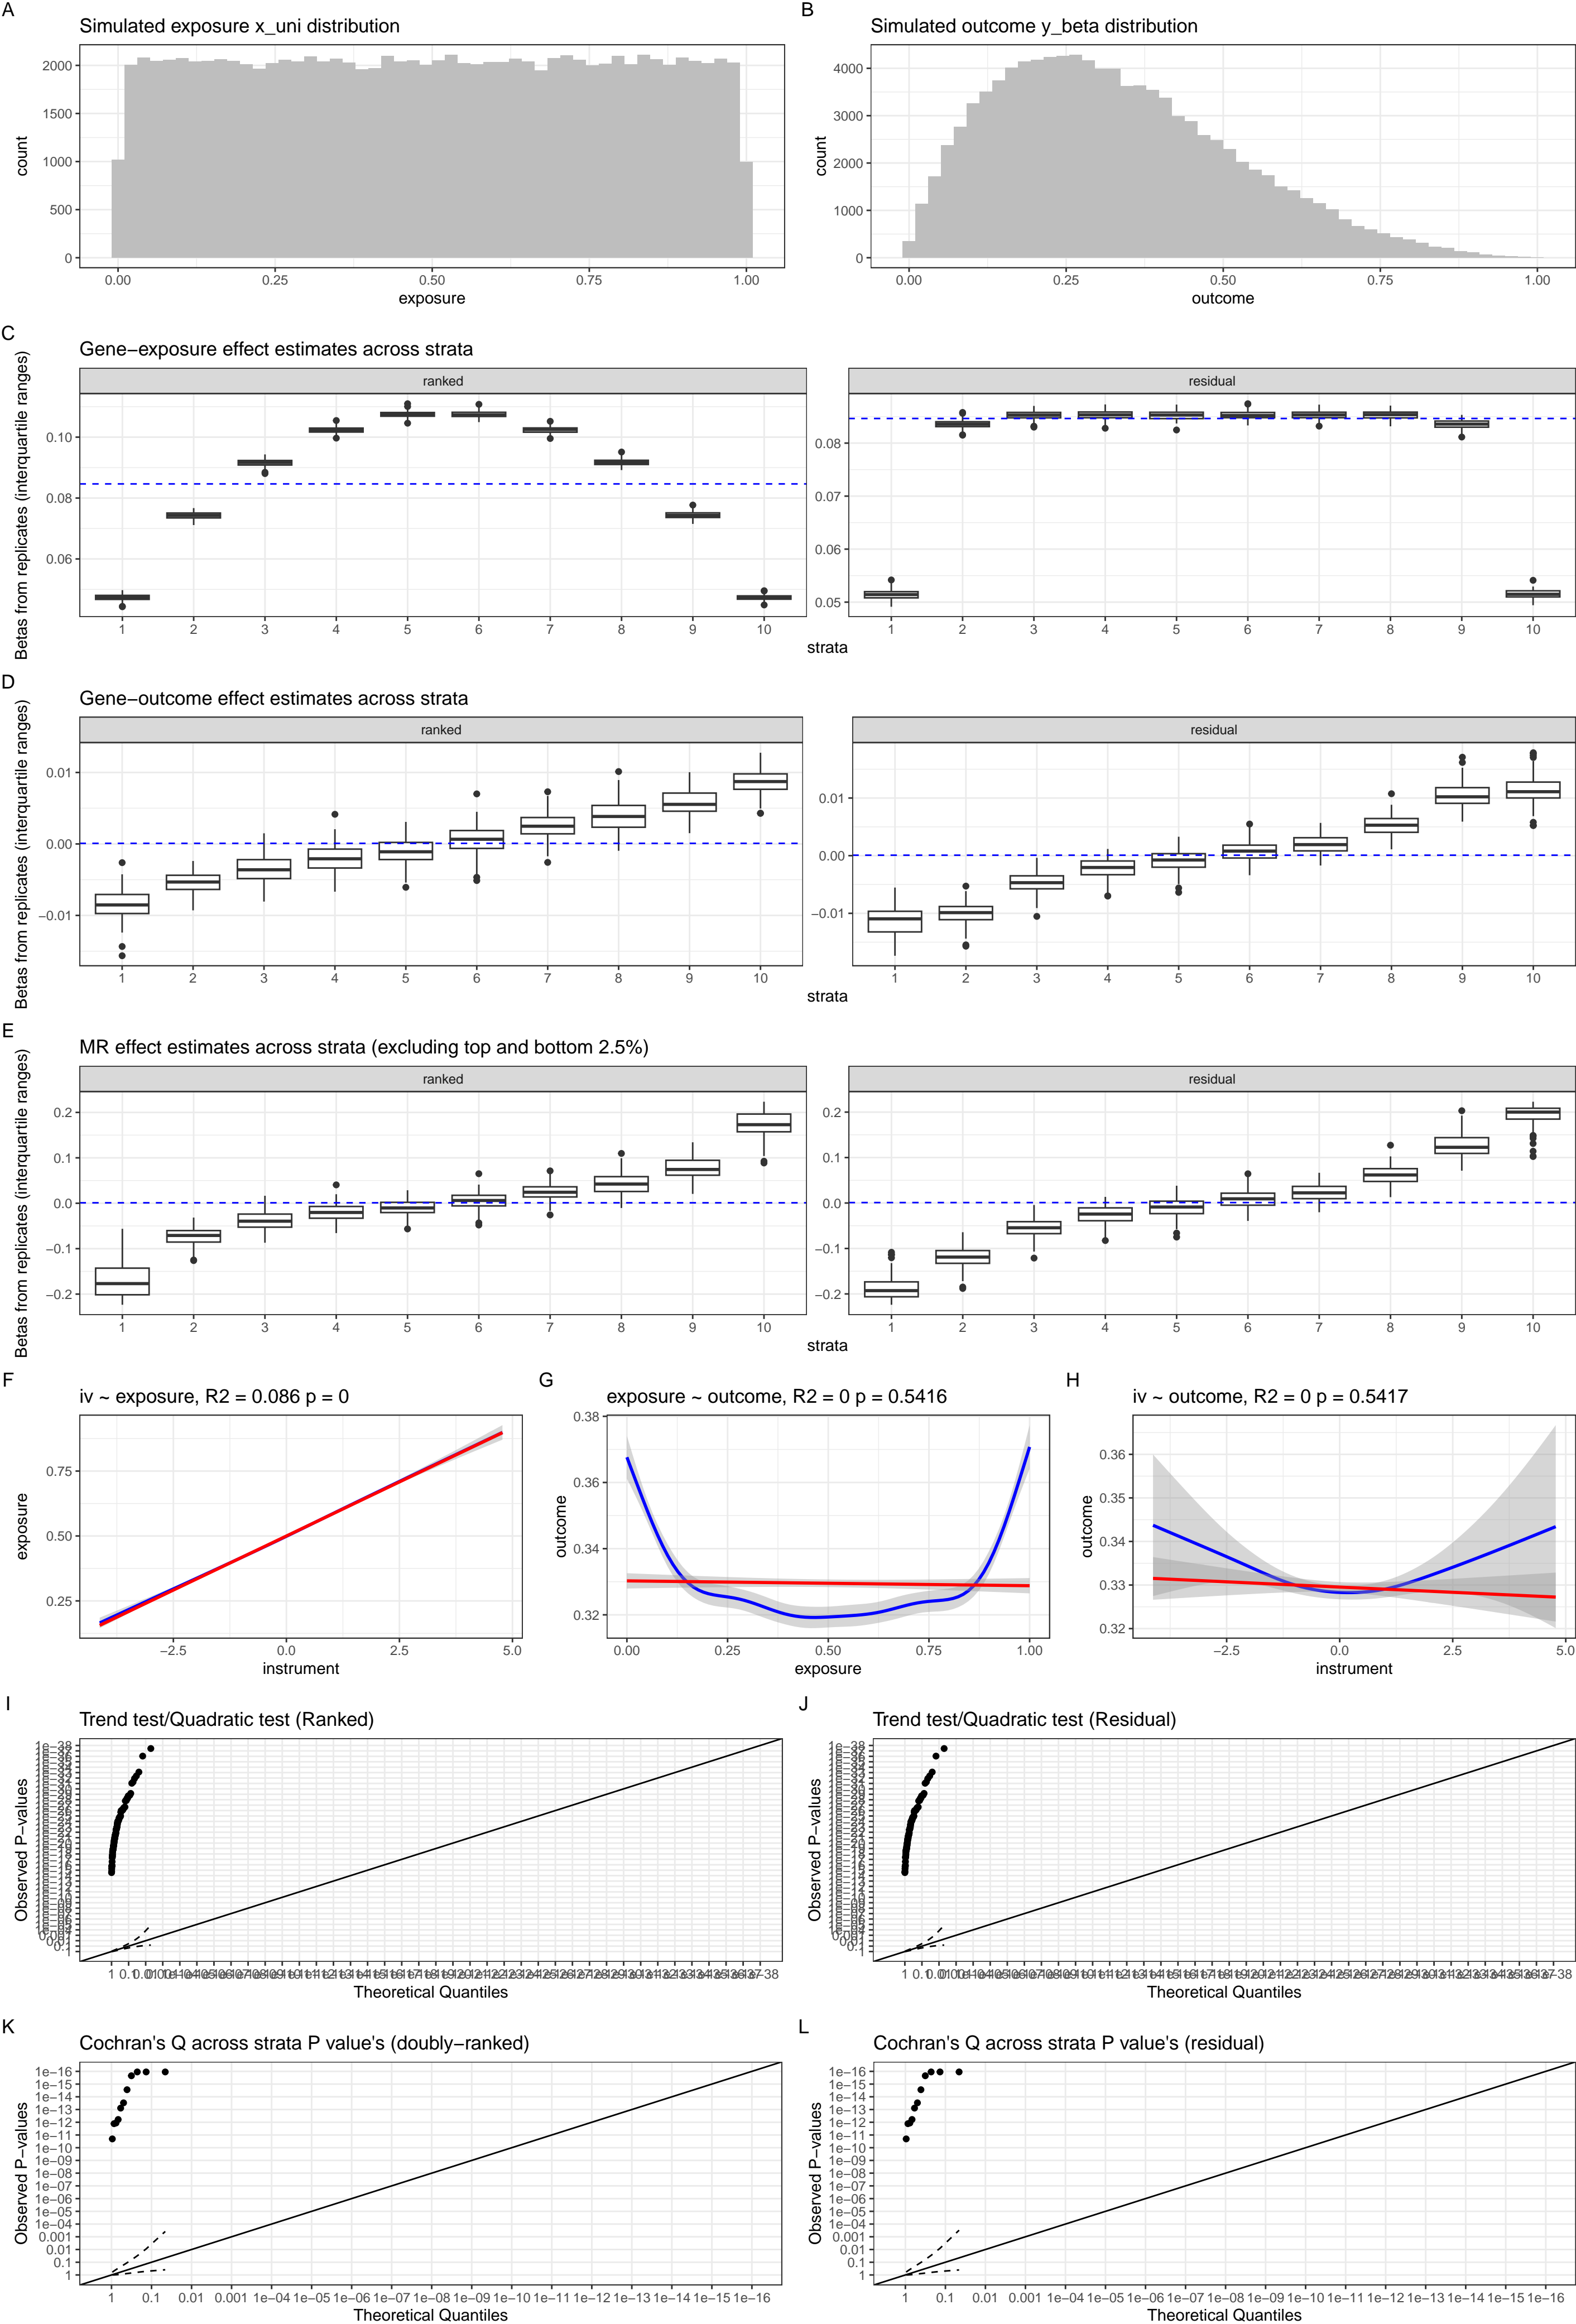 A
Simulated exposure x_uni distribution
count
2000
1500
1000
500
0
0.00 0.25 0.50 0.75 1.00
exposure
B
Simulated outcome y_beta distribution
count
4000
3000
2000
1000
0
0.00 0.25 0.50 0.75 1.00
outcome
C
Gene−exposure effect estimates across strata
Betas from replicates (interquartile ranges)
ranked
0.10
0.08
0.06
1 2 3 4 5 6 7 8 9 10
residual
0.08
0.07
0.06
0.05
1 2 3 4 5 6 7 8 9 10
strata
D
Gene−outcome effect estimates across strata
Betas from replicates (interquartile ranges)
ranked
0.01
0.00
−0.01
1 2 3 4 5 6 7 8 9 10
residual
0.01
0.00
−0.01
1 2 3 4 5 6 7 8 9 10
strata
E
MR effect estimates across strata (excluding top and bottom 2.5%)
Betas from replicates (interquartile ranges)
ranked
0.2
0.1
0.0
−0.1
−0.2
1 2 3 4 5 6 7 8 9 10
residual
0.2
0.1
0.0
−0.1
−0.2
1 2 3 4 5 6 7 8 9 10
strata
F
iv ~ exposure, R2 = 0.086 p = 0
exposure
0.75
0.50
0.25
−2.5 0.0 2.5 5.0
instrument
G
exposure ~ outcome, R2 = 0 p = 0.5416
outcome
0.38
0.36
0.34
0.32
0.00 0.25 0.50 0.75 1.00
exposure
H
iv ~ outcome, R2 = 0 p = 0.5417
outcome
0.36
0.35
0.34
0.33
0.32
−2.5 0.0 2.5 5.0
instrument
I
Trend test/Quadratic test (Ranked)
Observed P−values
Theoretical Quantiles
J
Trend test/Quadratic test (Residual)
Observed P−values
Theoretical Quantiles
K
Cochran's Q across strata P value's (doubly−ranked)
Observed P−values
1e−16
1e−15
1e−14
1e−13
1e−12
1e−11
1e−10
1e−09
1e−08
1e−07
1e−06
1e−05
1e−04
0.001
0.01
0.1
1
1 0.1 0.01 0.001 1e−04 1e−05 1e−06 1e−07 1e−08 1e−09 1e−10 1e−11 1e−12 1e−13 1e−14 1e−15 1e−16
Theoretical Quantiles
L
Cochran's Q across strata P value's (residual)
Observed P−values
1e−16
1e−15
1e−14
1e−13
1e−12
1e−11
1e−10
1e−09
1e−08
1e−07
1e−06
1e−05
1e−04
0.001
0.01
0.1
1
1 0.1 0.01 0.001 1e−04 1e−05 1e−06 1e−07 1e−08 1e−09 1e−10 1e−11 1e−12 1e−13 1e−14 1e−15 1e−16
Theoretical Quantiles